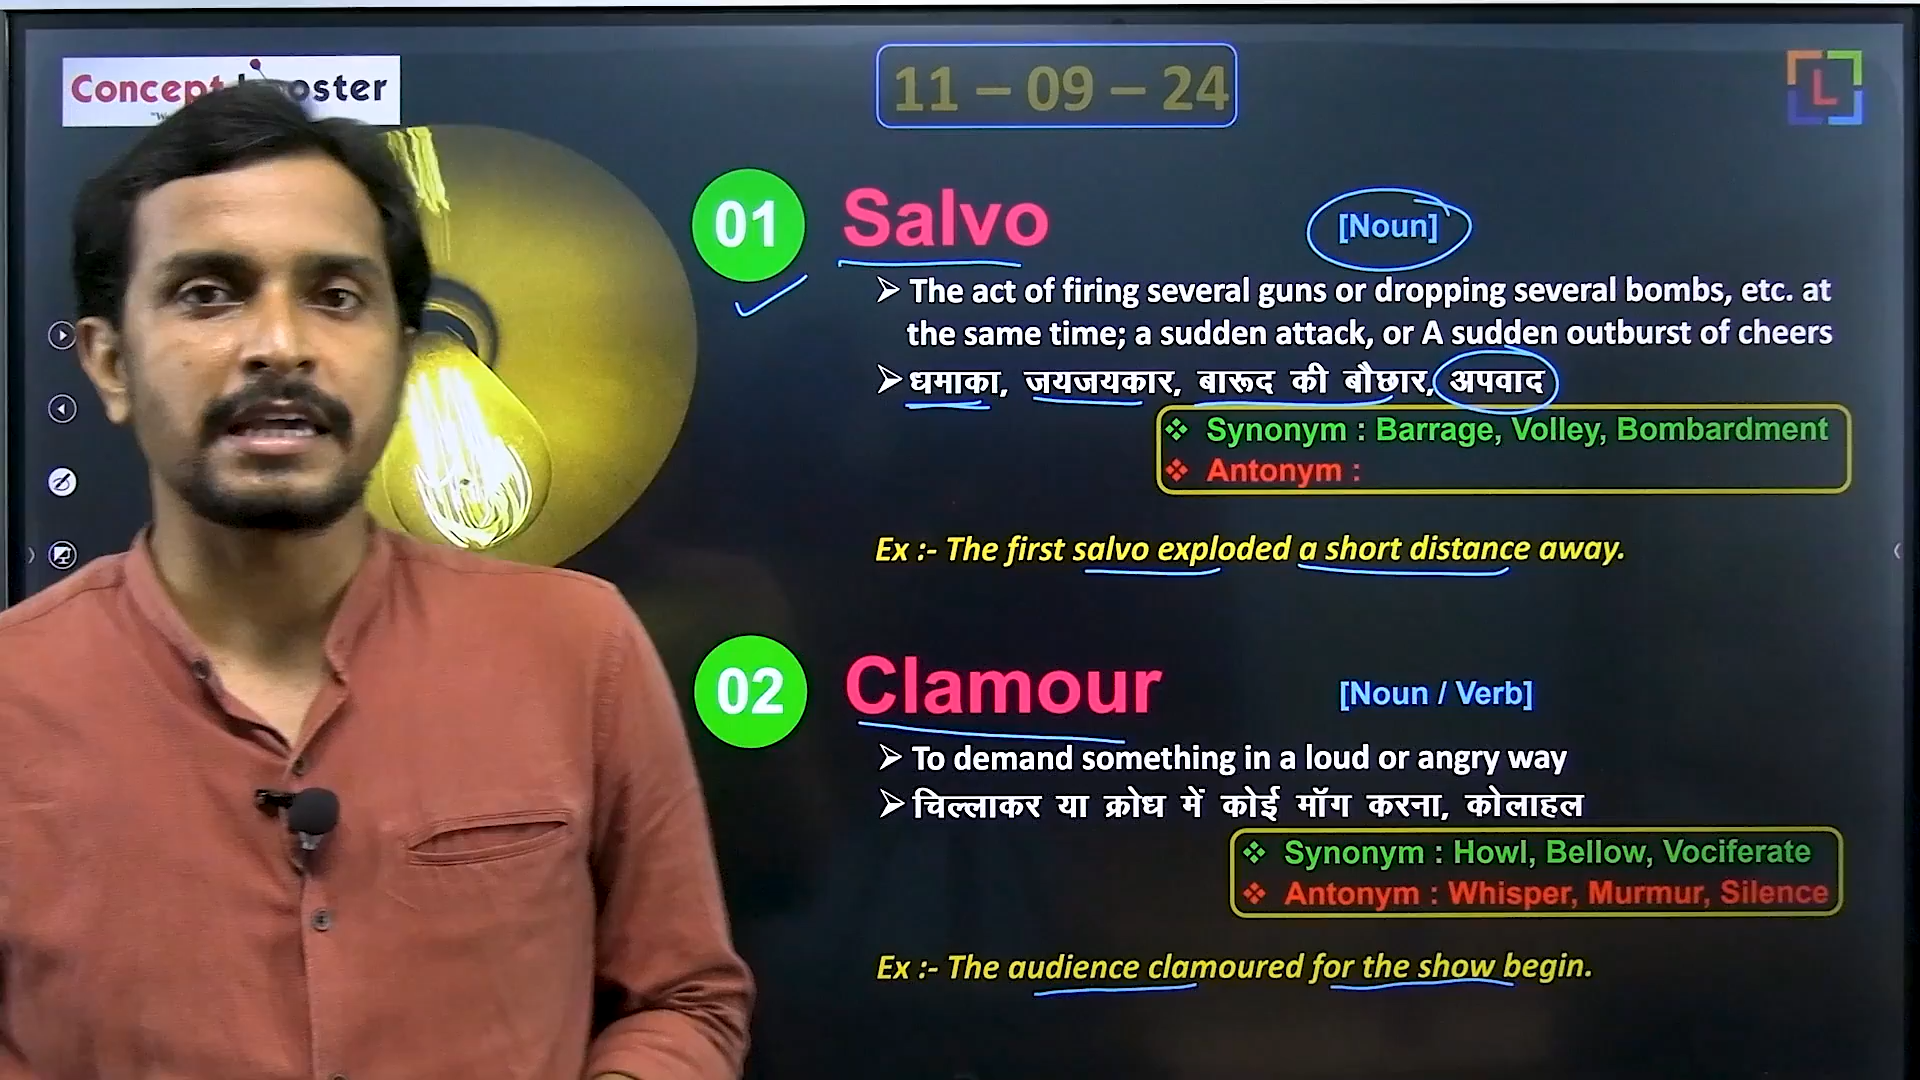 Concept
oster
11 – 09 – 24
L
01
Salvo
[Noun]
➢ The act of firing several guns or dropping several bombs, etc. at
the same time; a sudden attack, or A sudden outburst of cheers
➢ धमाका, जयजयकार, बारूद की बौछार, अपवाद
❖ Synonym : Barrage, Volley, Bombardment
❖ Antonym :
Ex :- The first salvo exploded a short distance away.
02
Clamour
[Noun / Verb]
➢ To demand something in a loud or angry way
➢ चिल्लाकर या क्रोध में कोई मॉग करना, कोलाहल
❖ Synonym : Howl, Bellow, Vociferate
❖ Antonym : Whisper, Murmur, Silence
Ex :- The audience clamoured for the show begin.